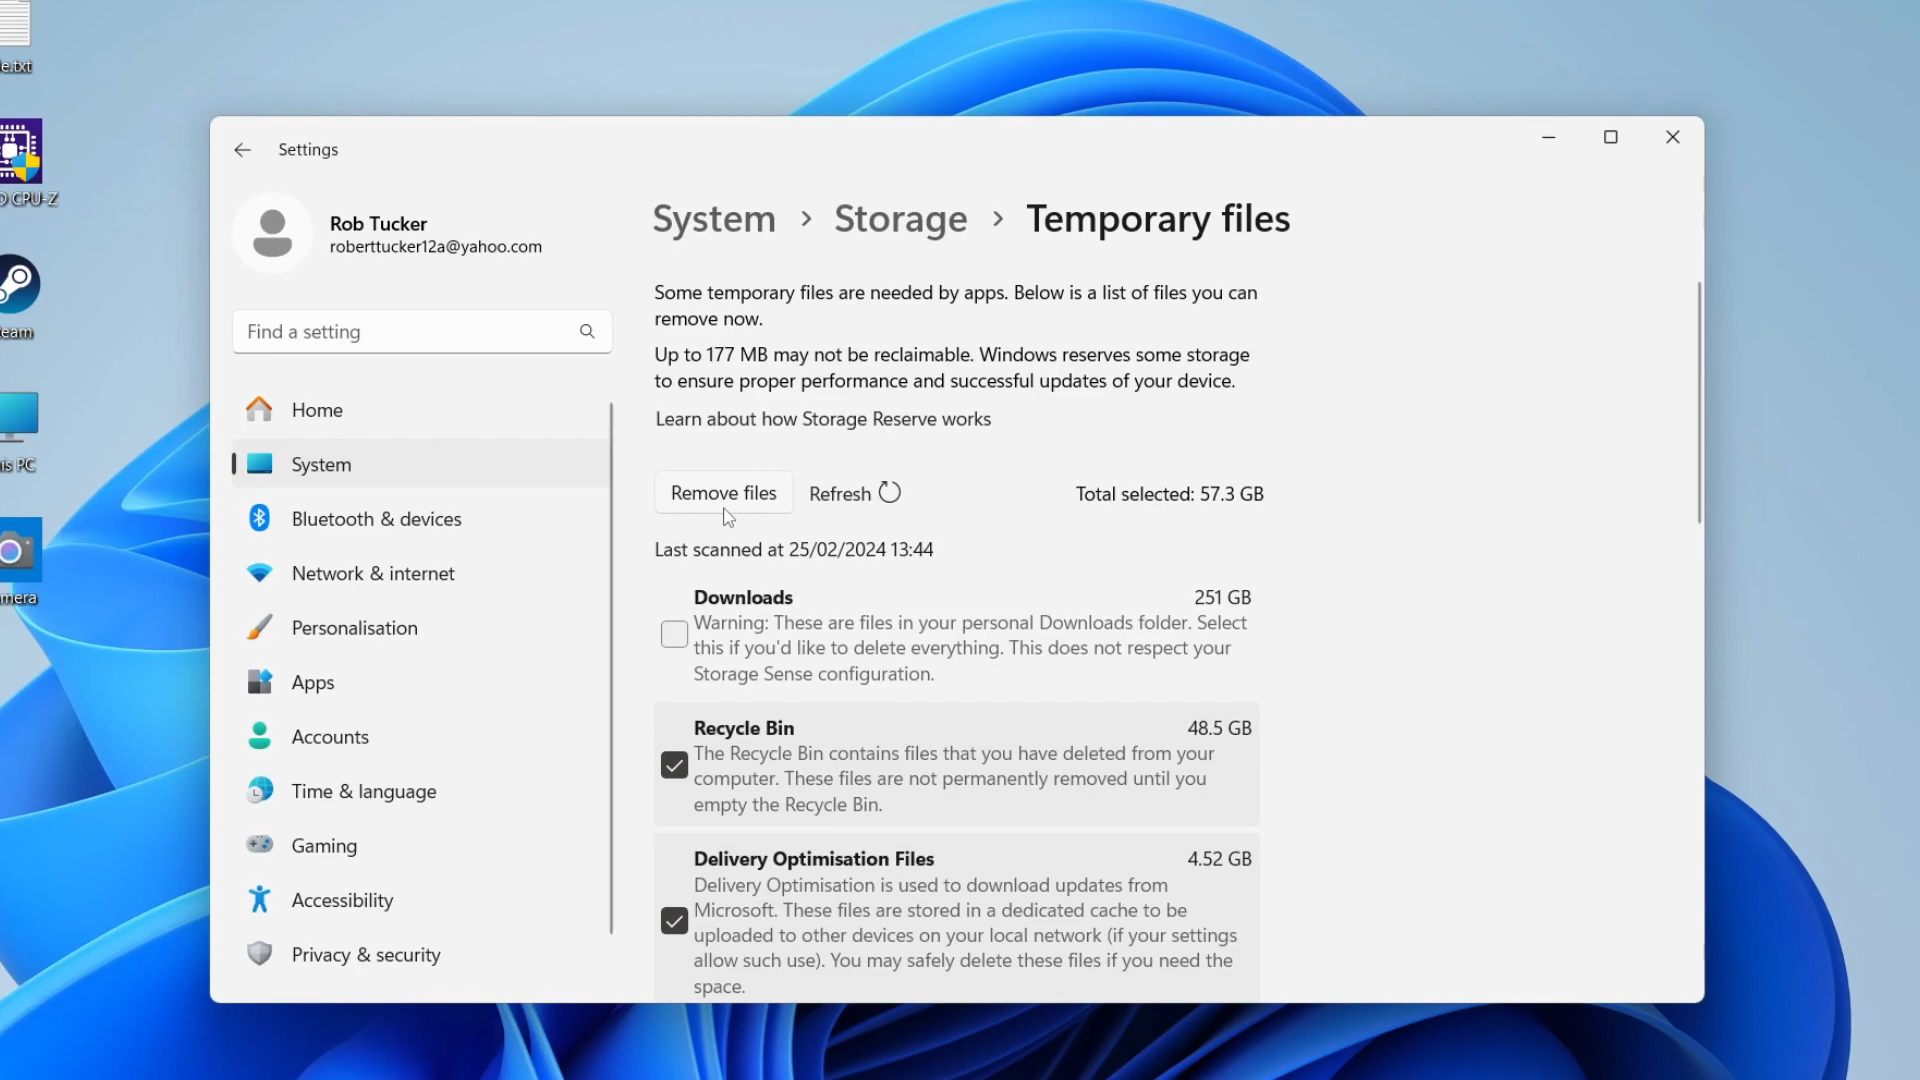 e.txt
CPU-Z
eam
is PC
mera
Settings
Rob Tucker
roberttucker12a@yahoo.com
Find a setting
Home
System
Bluetooth & devices
Network & internet
Personalisation
Apps
Accounts
Time & language
Gaming
Accessibility
Privacy & security
System > Storage > Temporary files
Some temporary files are needed by apps. Below is a list of files you can
remove now.
Up to 177 MB may not be reclaimable. Windows reserves some storage
to ensure proper performance and successful updates of your device.
Learn about how Storage Reserve works
Remove files Refresh Total selected: 57.3 GB
Last scanned at 25/02/2024 13:44
Downloads 251 GB
Warning: These are files in your personal Downloads folder. Select
this if you'd like to delete everything. This does not respect your
Storage Sense configuration.
Recycle Bin 48.5 GB
The Recycle Bin contains files that you have deleted from your
computer. These files are not permanently removed until you
empty the Recycle Bin.
Delivery Optimisation Files 4.52 GB
Delivery Optimisation is used to download updates from
Microsoft. These files are stored in a dedicated cache to be
uploaded to other devices on your local network (if your settings
allow such use). You may safely delete these files if you need the
space.